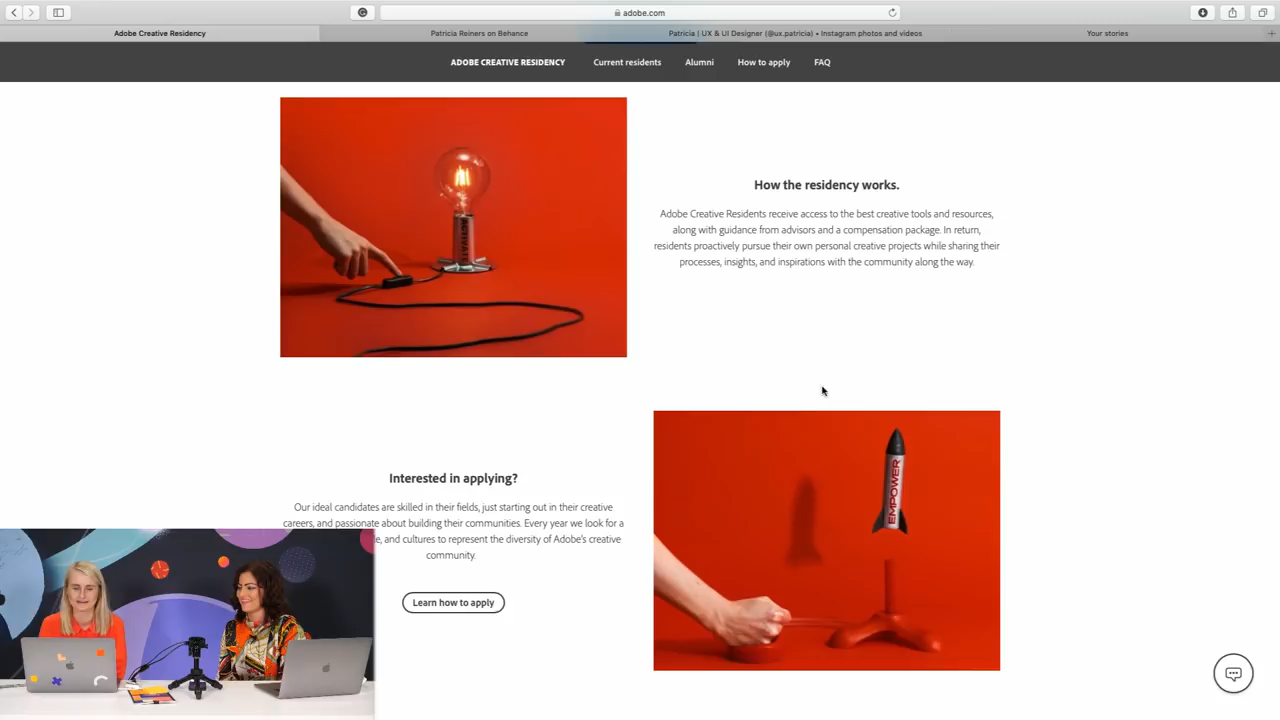 adobe.com
Adobe Creative Residency
Patricia Reiners on Behance
Patricia | UX & UI Designer (@ux.patricia) • Instagram photos and videos
Your stories
ADOBE CREATIVE RESIDENCY
Current residents
Alumni
How to apply
FAQ
How the residency works.
Adobe Creative Residents receive access to the best creative tools and resources,
along with guidance from advisors and a compensation package. In return,
residents proactively pursue their own personal creative projects while sharing their
processes, insights, and inspirations with the community along the way.
ACTIVATE
Interested in applying?
Our ideal candidates are skilled in their fields, just starting out in their creative
careers, and passionate about building their communities. Every year we look for a
, and cultures to represent the diversity of Adobe's creative
community.
Learn how to apply
EMPOWER